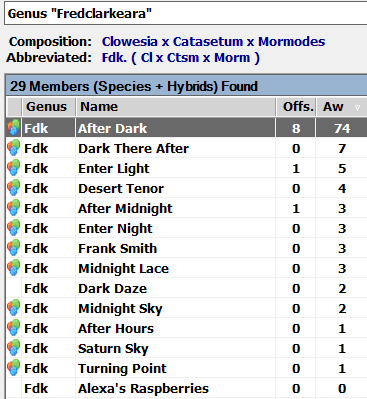 Genus "Fredclarkeara"
Composition: Clowesia x Catasetum x Mormodes
Abbreviated: Fdk. ( Cl x Ctsm x Morm )
29 Members (Species + Hybrids) Found
Genus Name Offs. Aw
Fdk After Dark 8 74
Fdk Dark There After 0 7
Fdk Enter Light 1 5
Fdk Desert Tenor 0 4
Fdk After Midnight 1 3
Fdk Enter Night 0 3
Fdk Frank Smith 0 3
Fdk Midnight Lace 0 3
Fdk Dark Daze 0 2
Fdk Midnight Sky 0 2
Fdk After Hours 0 1
Fdk Saturn Sky 0 1
Fdk Turning Point 0 1
Fdk Alexa's Raspberries 0 0